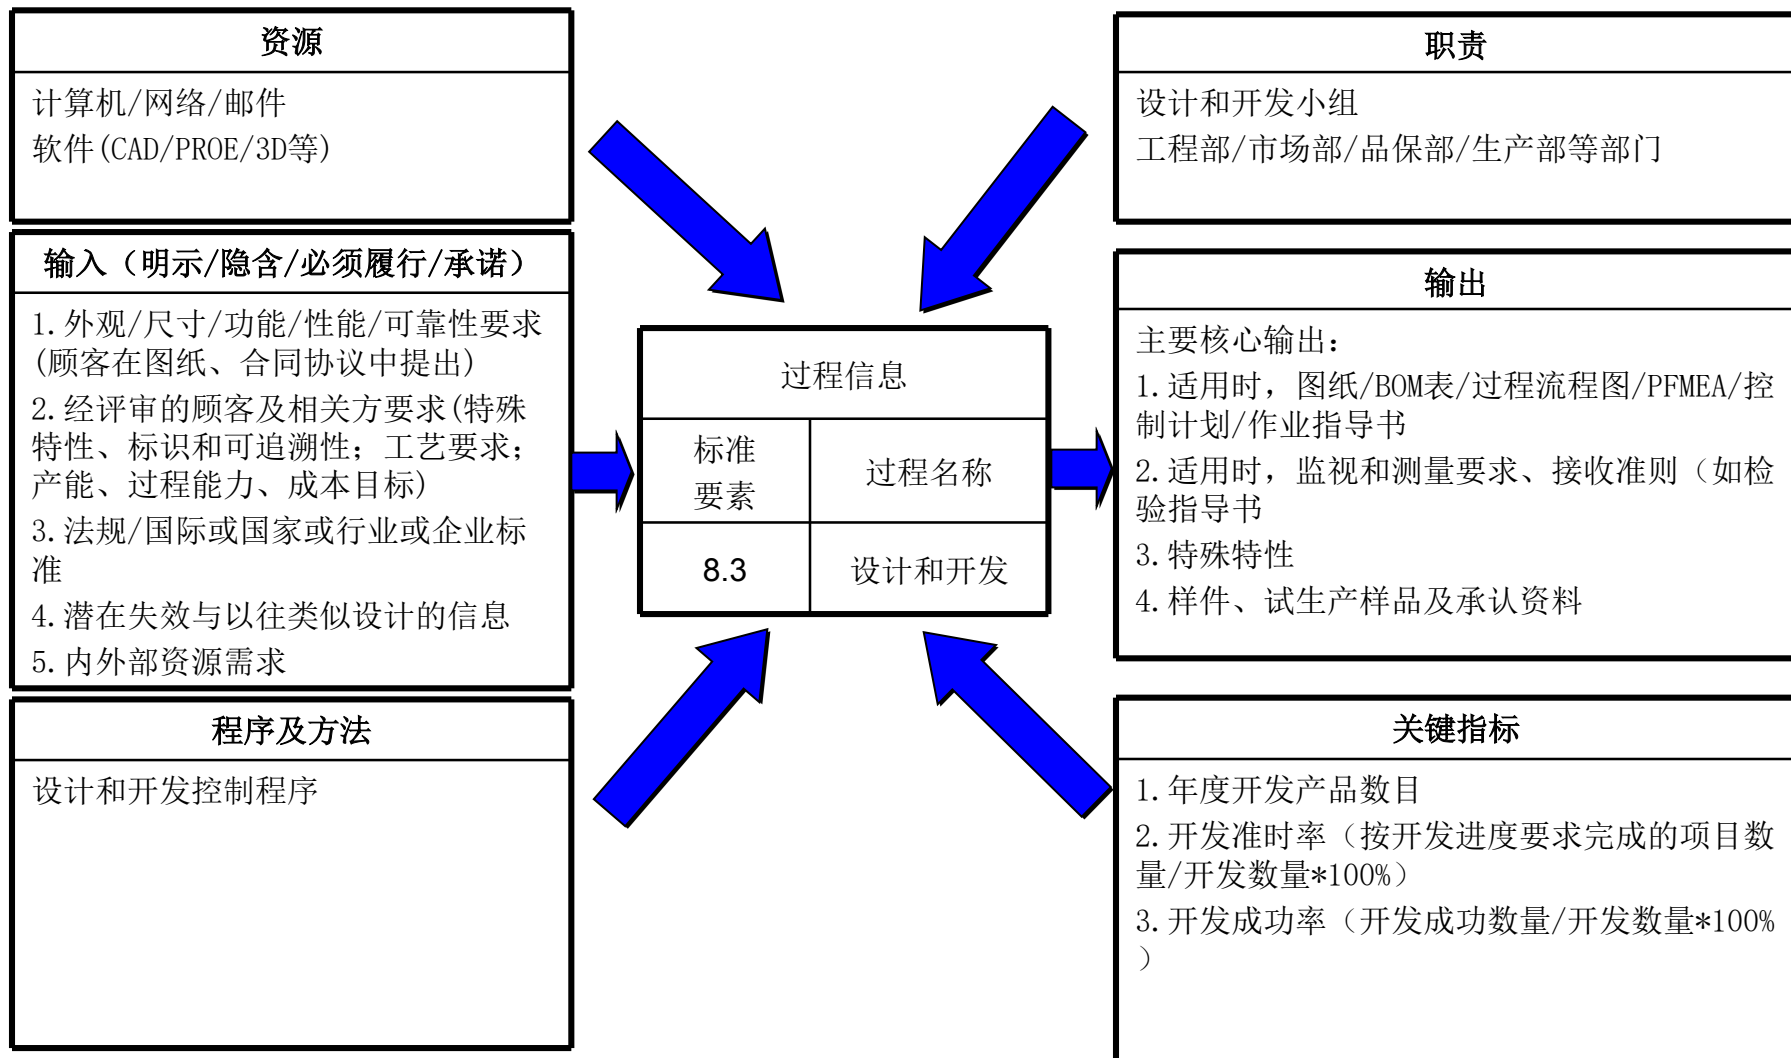 资源
计算机/网络/邮件
软件(CAD/PROE/3D等)
输入（明示/隐含/必须履行/承诺）
1.外观/尺寸/功能/性能/可靠性要求
(顾客在图纸、合同协议中提出)
2.经评审的顾客及相关方要求(特殊
特性、标识和可追溯性；工艺要求；
产能、过程能力、成本目标)
3.法规/国际或国家或行业或企业标
准
4.潜在失效与以往类似设计的信息
5.内外部资源需求
程序及方法
设计和开发控制程序
过程信息
标准
要素
过程名称
8.3
设计和开发
职责
设计和开发小组
工程部/市场部/品保部/生产部等部门
输出
主要核心输出：
1.适用时，图纸/BOM表/过程流程图/PFMEA/控
制计划/作业指导书
2.适用时，监视和测量要求、接收准则（如检
验指导书
3.特殊特性
4.样件、试生产样品及承认资料
关键指标
1.年度开发产品数目
2.开发准时率（按开发进度要求完成的项目数
量/开发数量*100%）
3.开发成功率（开发成功数量/开发数量*100%
）